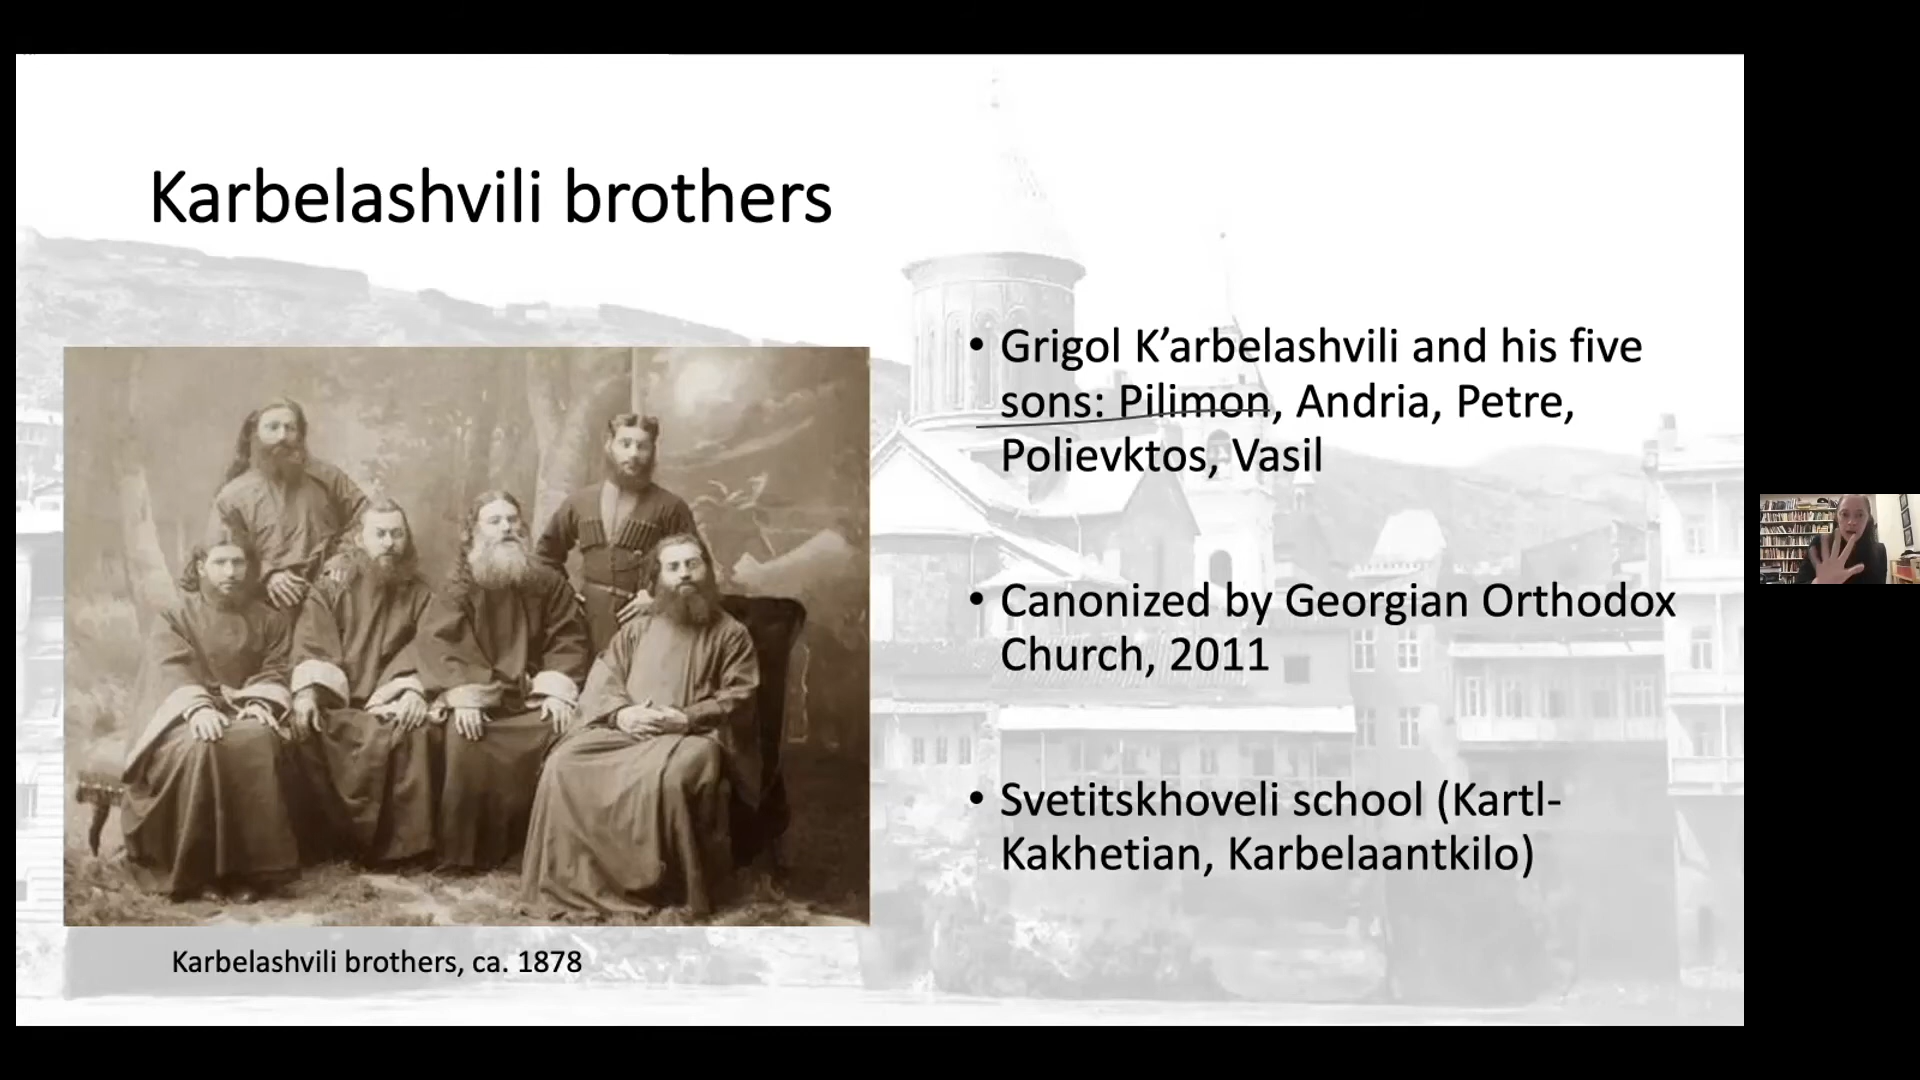 Karbelashvili brothers
• Grigol K’arbelashvili and his five
sons: Pilimon, Andria, Petre,
Polievktos, Vasil
• Canonized by Georgian Orthodox
Church, 2011
• Svetitskhoveli school (Kartl-
Kakhetian, Karbelaantkilo)
Karbelashvili brothers, ca. 1878